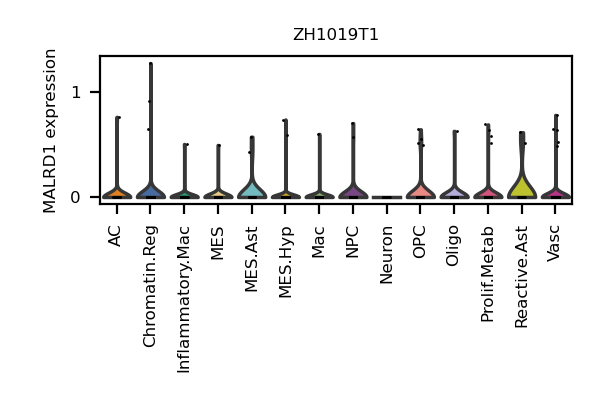 ZH1019T1
MALRD1 expression
1
0
AC
Chromatin.Reg
Inflammatory.Mac
MES
MES.Ast
MES.Hyp
Mac
NPC
Neuron
OPC
Oligo
Prolif.Metab
Reactive.Ast
Vasc